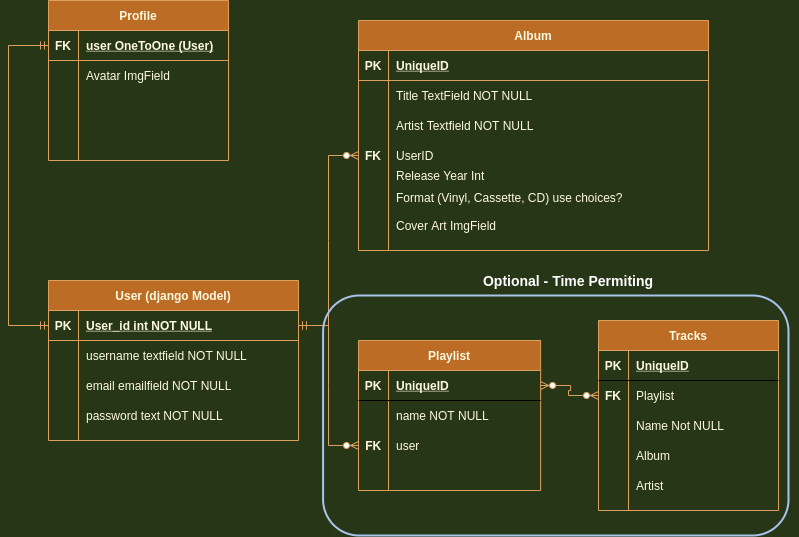 Profile
FK user OneToOne (User)
Avatar ImgField
Album
PK UniqueID
Title TextField NOT NULL
Artist Textfield NOT NULL
FK UserID
Release Year Int
Format (Vinyl, Cassette, CD) use choices?
Cover Art ImgField
User (django Model)
PK User_id int NOT NULL
username textfield NOT NULL
email emailfield NOT NULL
password text NOT NULL
Optional - Time Permiting
Playlist
PK UniqueID
name NOT NULL
FK user
Tracks
PK UniqueID
FK Playlist
Name Not NULL
Album
Artist